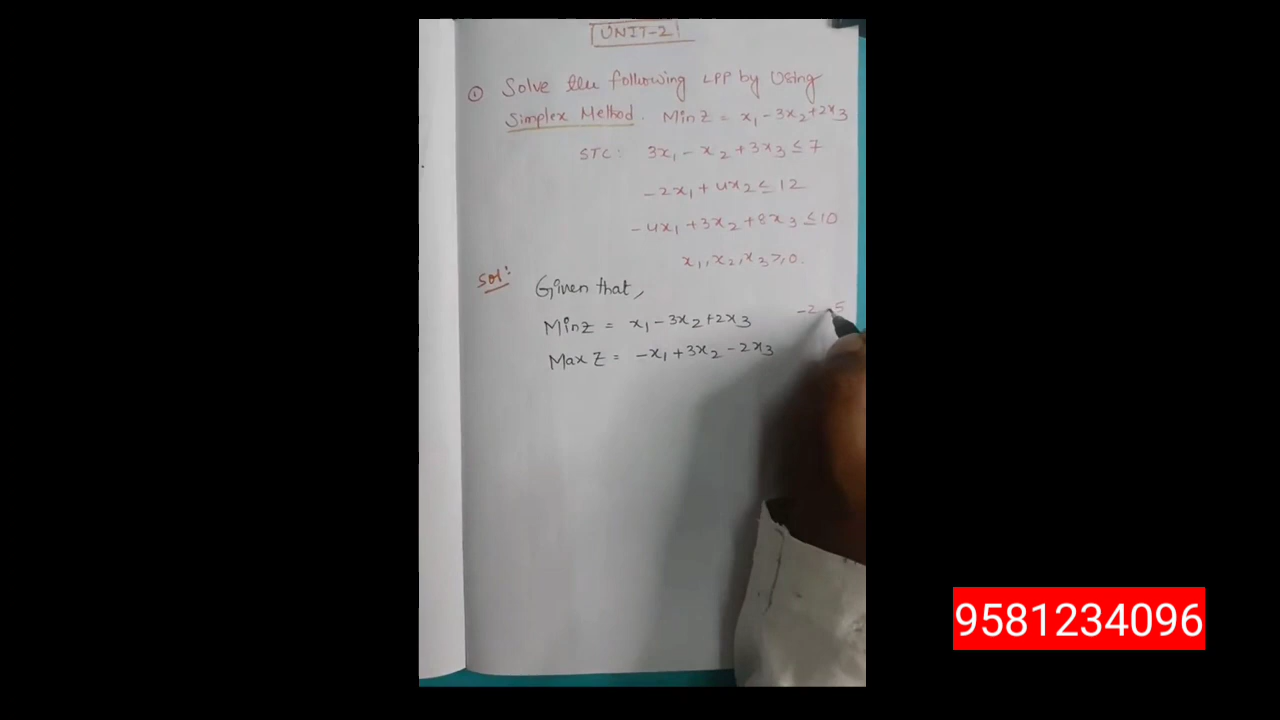 UNIT-2
① Solve the following LPP by Using
Simplex Method. Min Z = x₁ - 3x₂ + 2x₃
STC: 3x₁ - x₂ + 3x₃ ≤ 7
-2x₁ + 4x₂ ≤ 12
-4x₁ + 3x₂ + 8x₃ ≤ 10
x₁, x₂, x₃ ≥ 0.
Sol:
Given that,
Min Z = x₁ - 3x₂ + 2x₃
-2 5
Max Z = -x₁ + 3x₂ - 2x₃
9581234096